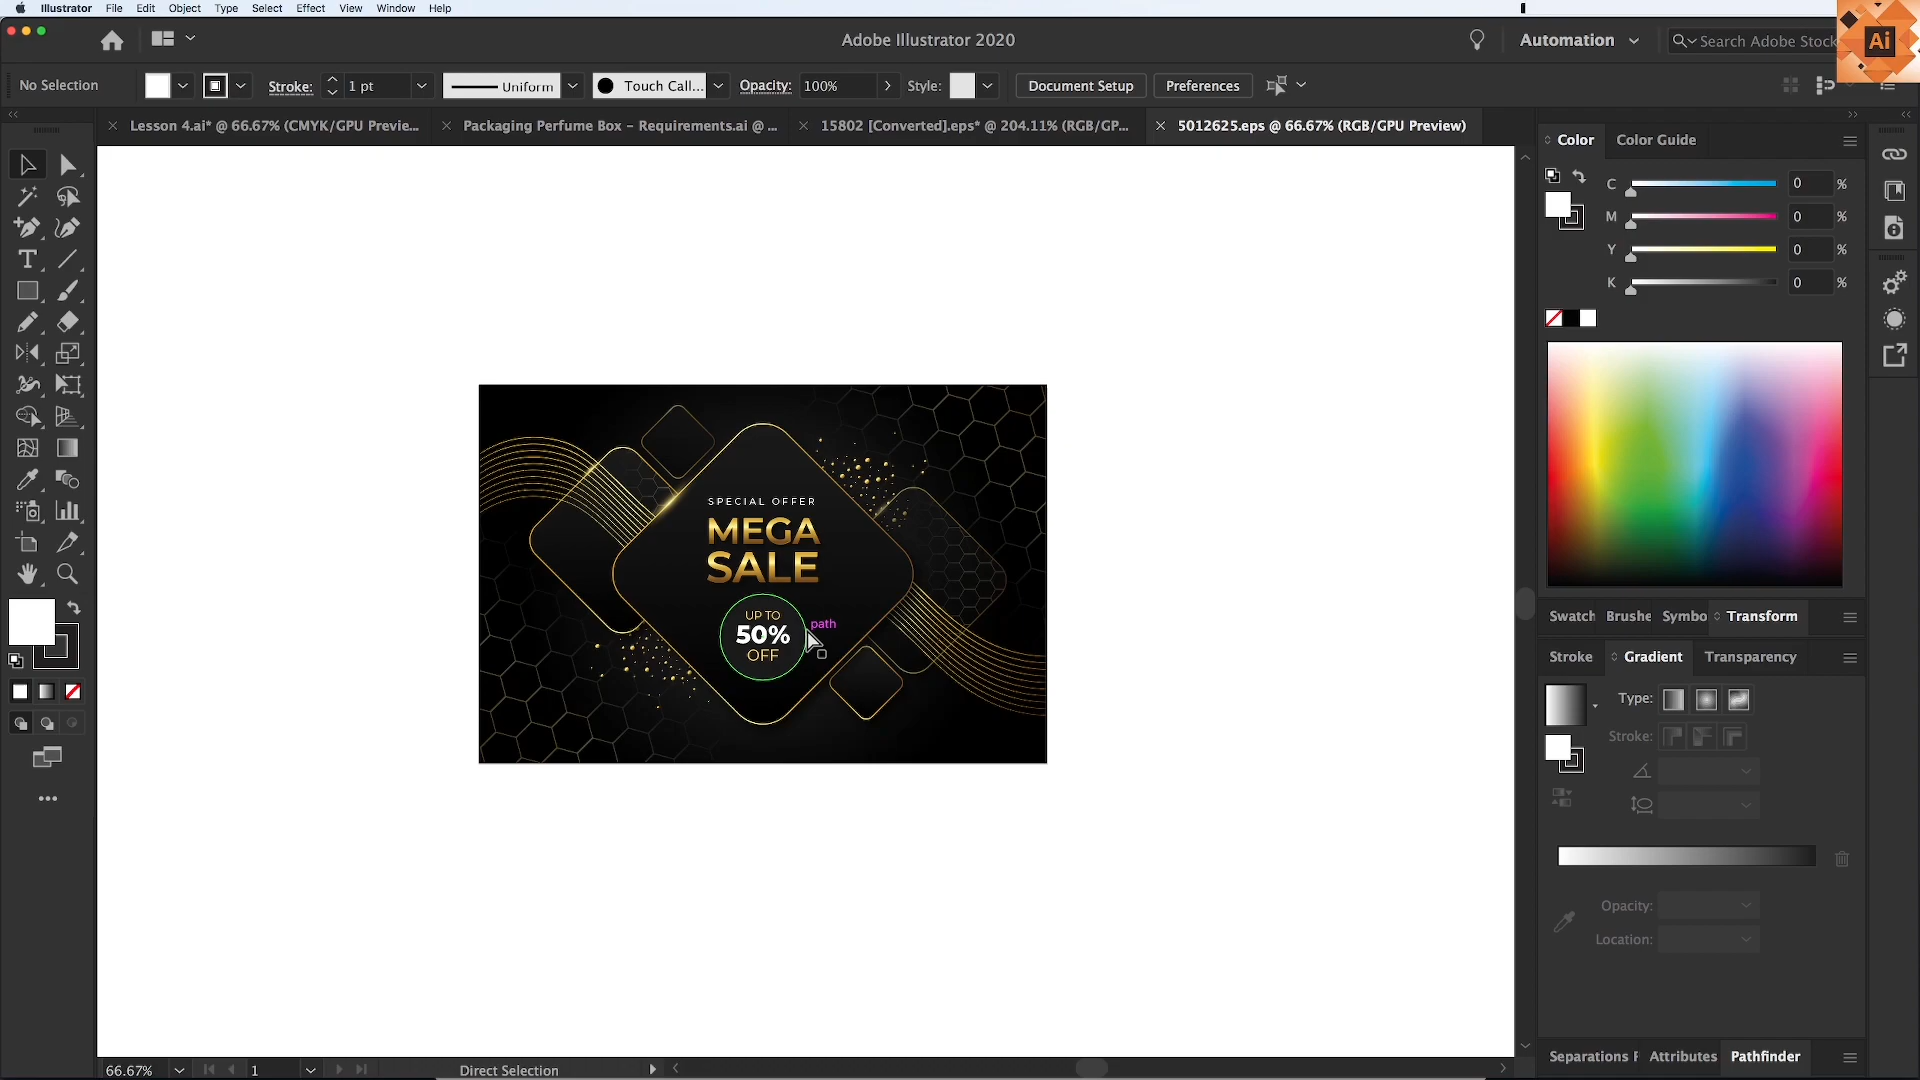 Illustrator File Edit Object Type Select Effect View Window Help
Adobe Illustrator 2020
Automation
Search Adobe Stock
Ai
No Selection
Stroke:
1 pt
Uniform
Touch Call...
Opacity:
100%
Style:
Document Setup
Preferences
Lesson 4.ai* @ 66.67% (CMYK/GPU Previe...
Packaging Perfume Box – Requirements.ai @ ...
15802 [Converted].eps* @ 204.11% (RGB/GP...
5012625.eps @ 66.67% (RGB/GPU Preview)
Color
Color Guide
C 0 %
M 0 %
Y 0 %
K 0 %
SPECIAL OFFER
MEGA
SALE
UP TO
50%
OFF
path
Swatch Brushe Symbo Transform
Stroke Gradient Transparency
Type:
Stroke:
Opacity:
Location:
Separations F Attributes Pathfinder
66.67%
1
Direct Selection